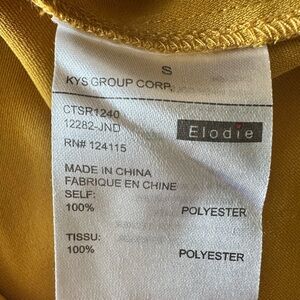 S
KYS GROUP CORP.
CTSR1240
12282-JND
Elodie
RN# 124115
MADE IN CHINA
FABRIQUE EN CHINE
SELF:
100% POLYESTER
TISSU:
100% POLYESTER